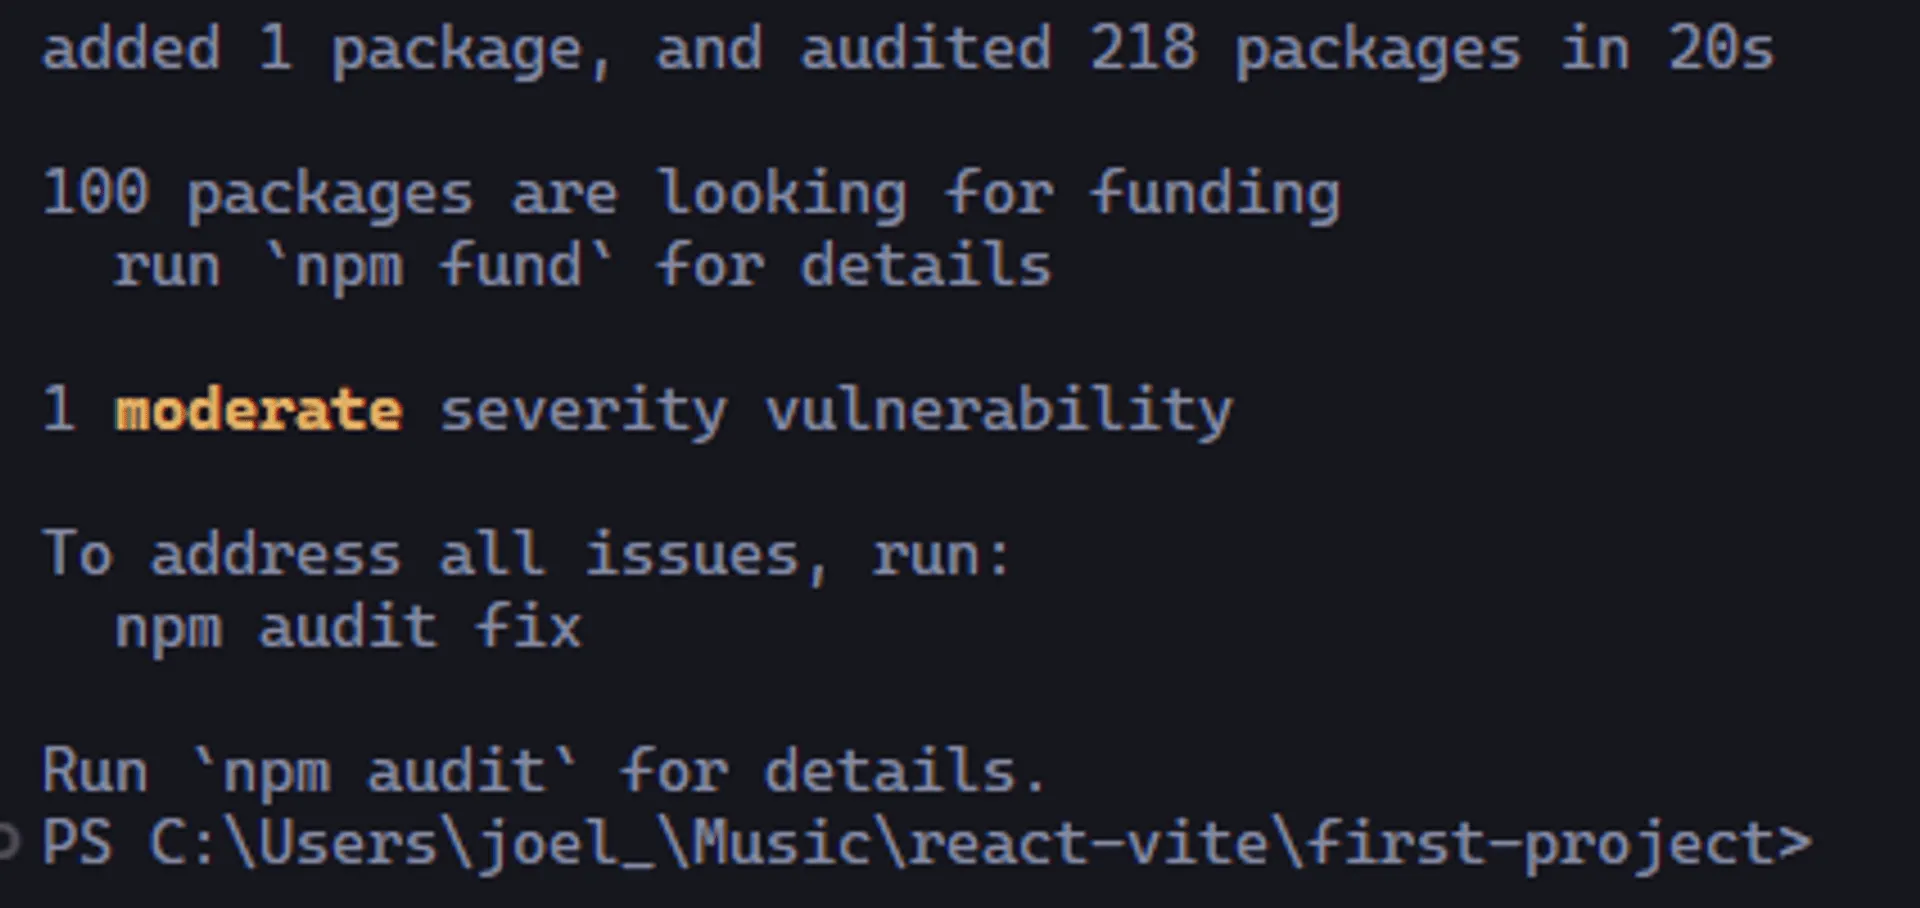 added 1 package, and audited 218 packages in 20s
100 packages are looking for funding
  run `npm fund` for details
1 moderate severity vulnerability
To address all issues, run:
  npm audit fix
Run `npm audit` for details.
PS C:\Users\joel_\Music\react-vite\first-project>